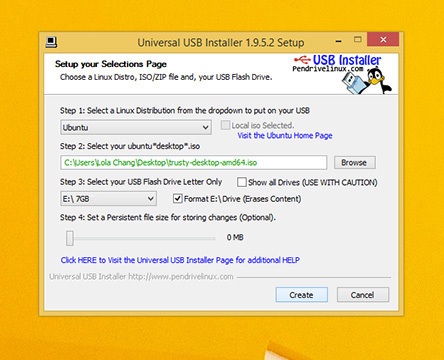 Universal USB Installer 1.9.5.2 Setup
Setup your Selections Page
Choose a Linux Distro, ISO/ZIP file and, your USB Flash Drive.
USB Installer
Pendrivelinux.com
Step 1: Select a Linux Distribution from the dropdown to put on your USB
Ubuntu
Local iso Selected.
Visit the Ubuntu Home Page
Step 2: Select your ubuntu*desktop*.iso
C:\Users\Lola Chang\Desktop\trusty-desktop-amd64.iso
Browse
Step 3: Select your USB Flash Drive Letter Only
Show all Drives (USE WITH CAUTION)
E:\ 7GB
Format E:\ Drive (Erases Content)
Step 4: Set a Persistent file size for storing changes (Optional).
0 MB
Click HERE to Visit the Universal USB Installer Page for additional HELP
Universal USB Installer http://www.pendrivelinux.com
Create
Cancel